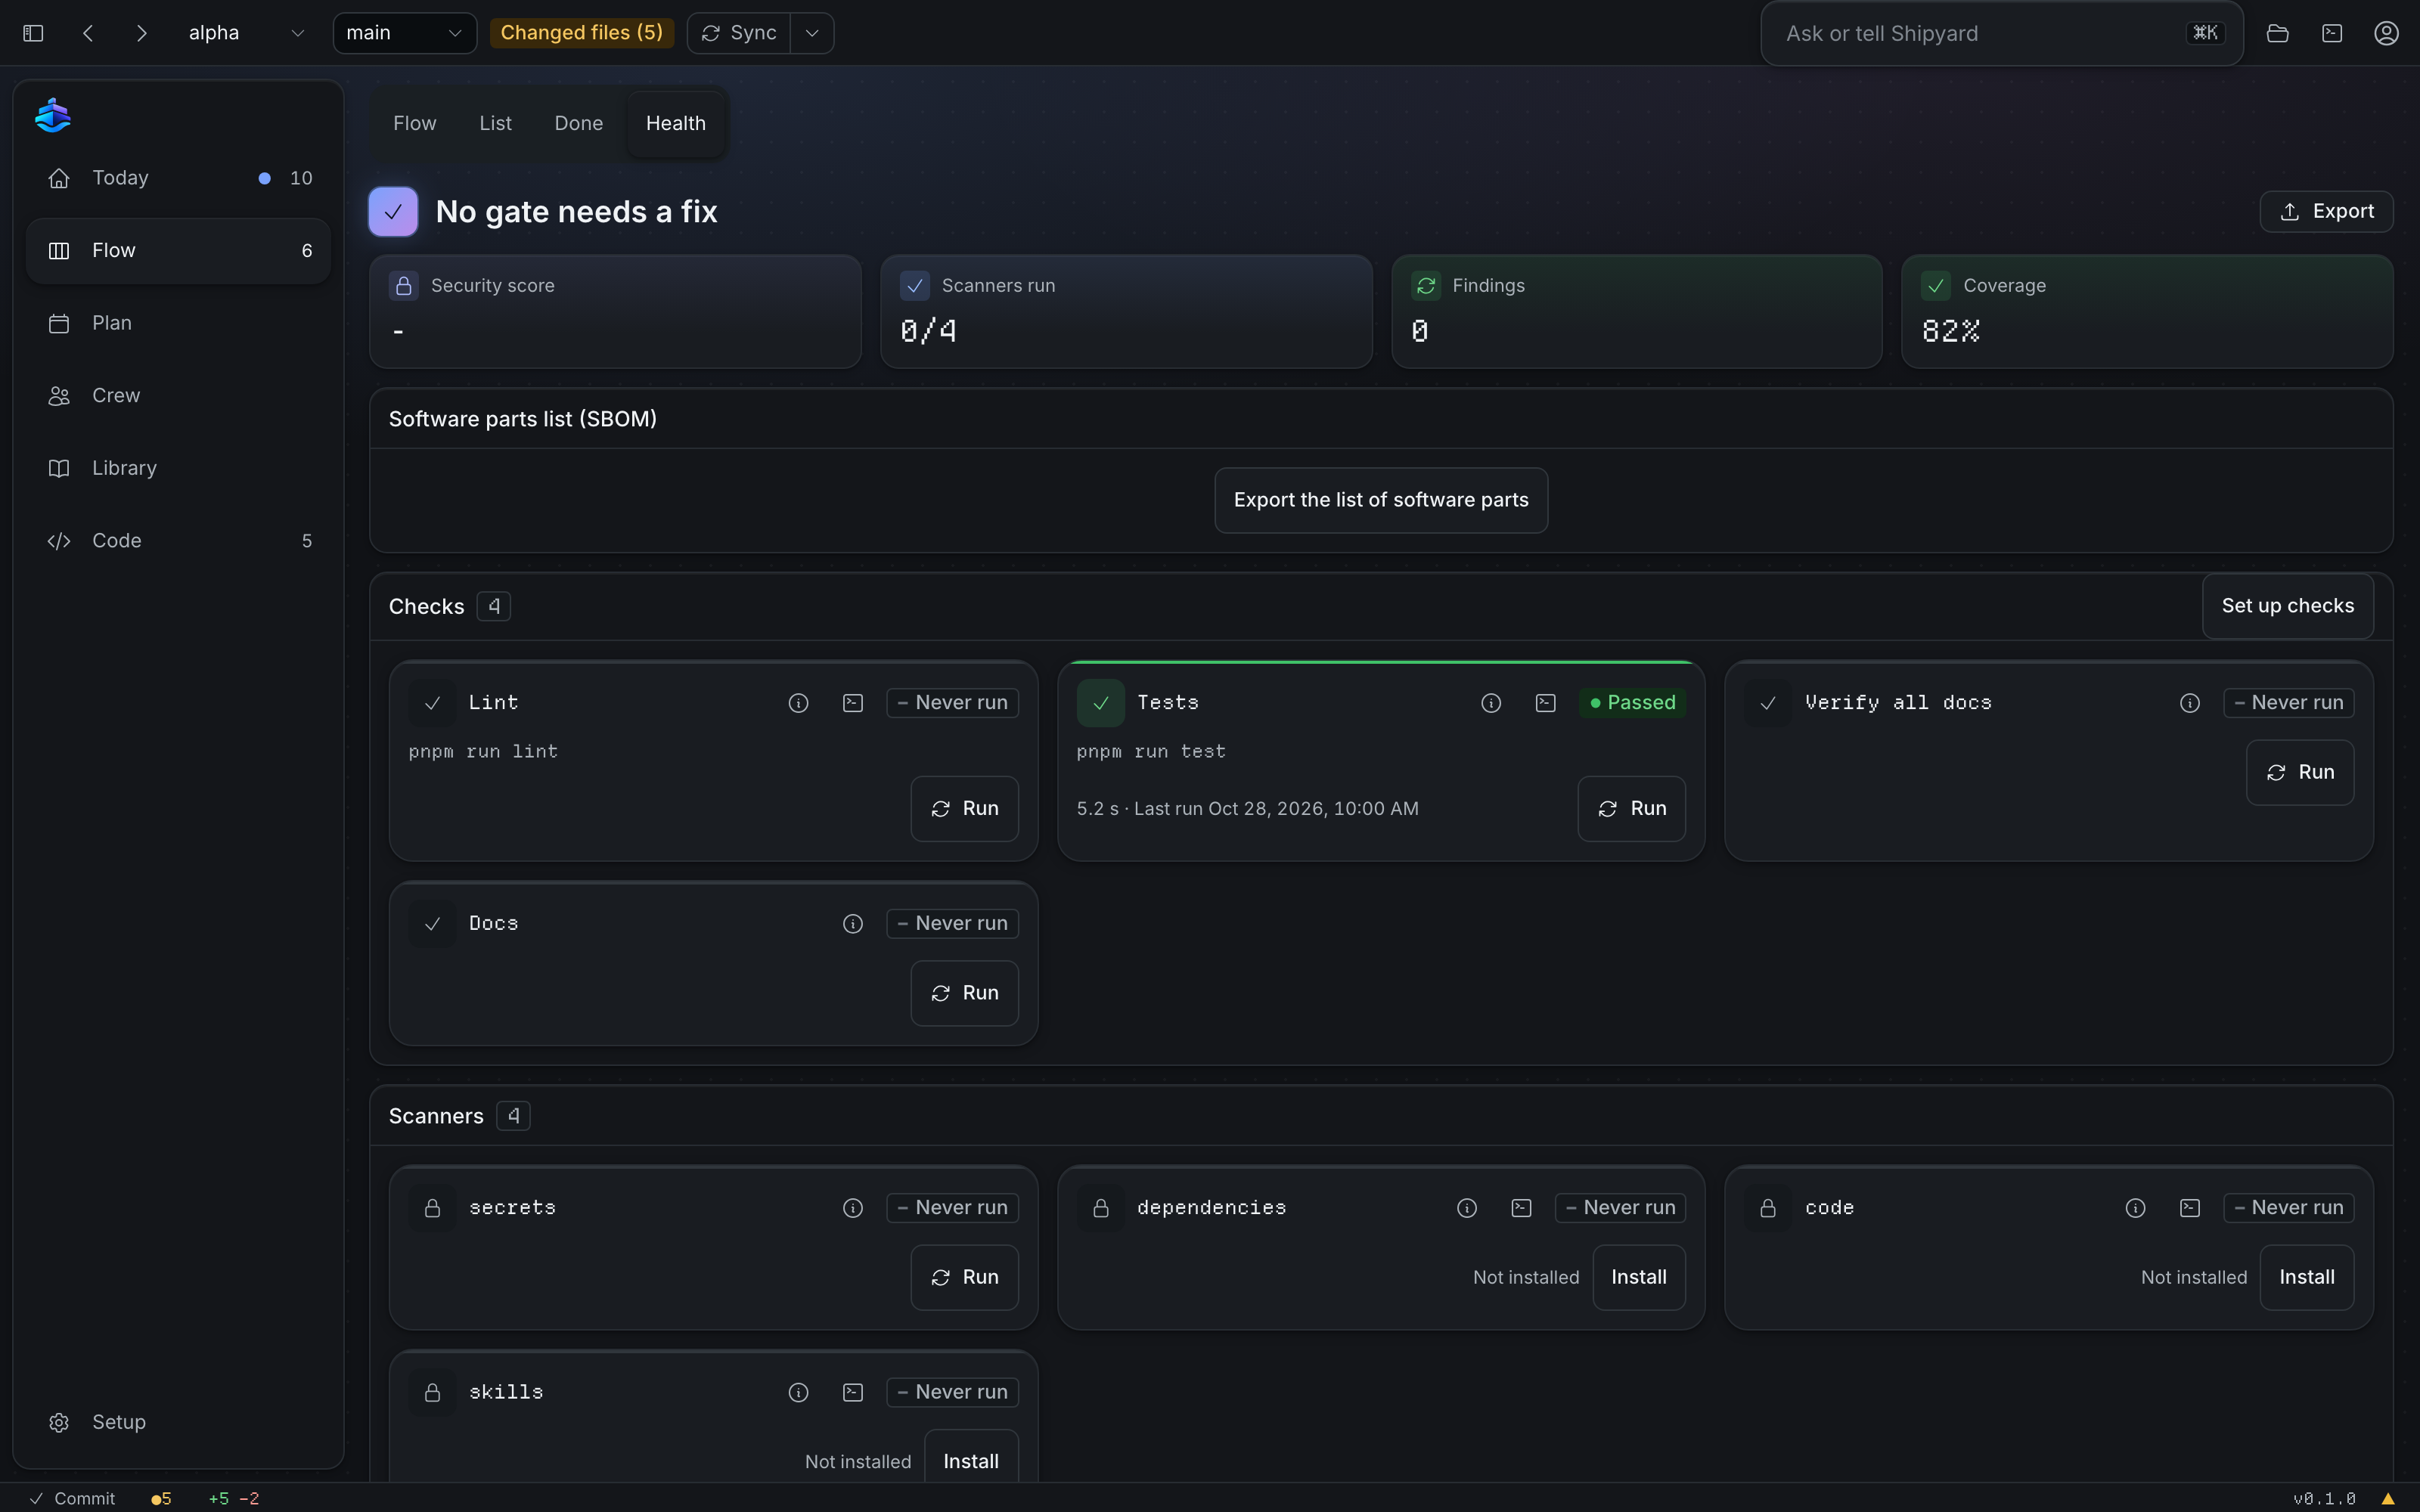 alpha main Changed files (5) Sync Ask or tell Shipyard ⌘K
Today 10
Flow 6
Plan
Crew
Library
Code 5
Setup
Flow List Done Health
No gate needs a fix Export
Security score
-
Scanners run
0/4
Findings
0
Coverage
82%
Software parts list (SBOM)
Export the list of software parts
Checks 4 Set up checks
Lint – Never run
pnpm run lint
Run
Tests Passed
pnpm run test
5.2 s · Last run Oct 28, 2026, 10:00 AM Run
Verify all docs – Never run
Run
Docs – Never run
Run
Scanners 4
secrets – Never run
Run
dependencies – Never run
Not installed Install
code – Never run
Not installed Install
skills – Never run
Not installed Install
Commit 5 +5 −2 v0.1.0